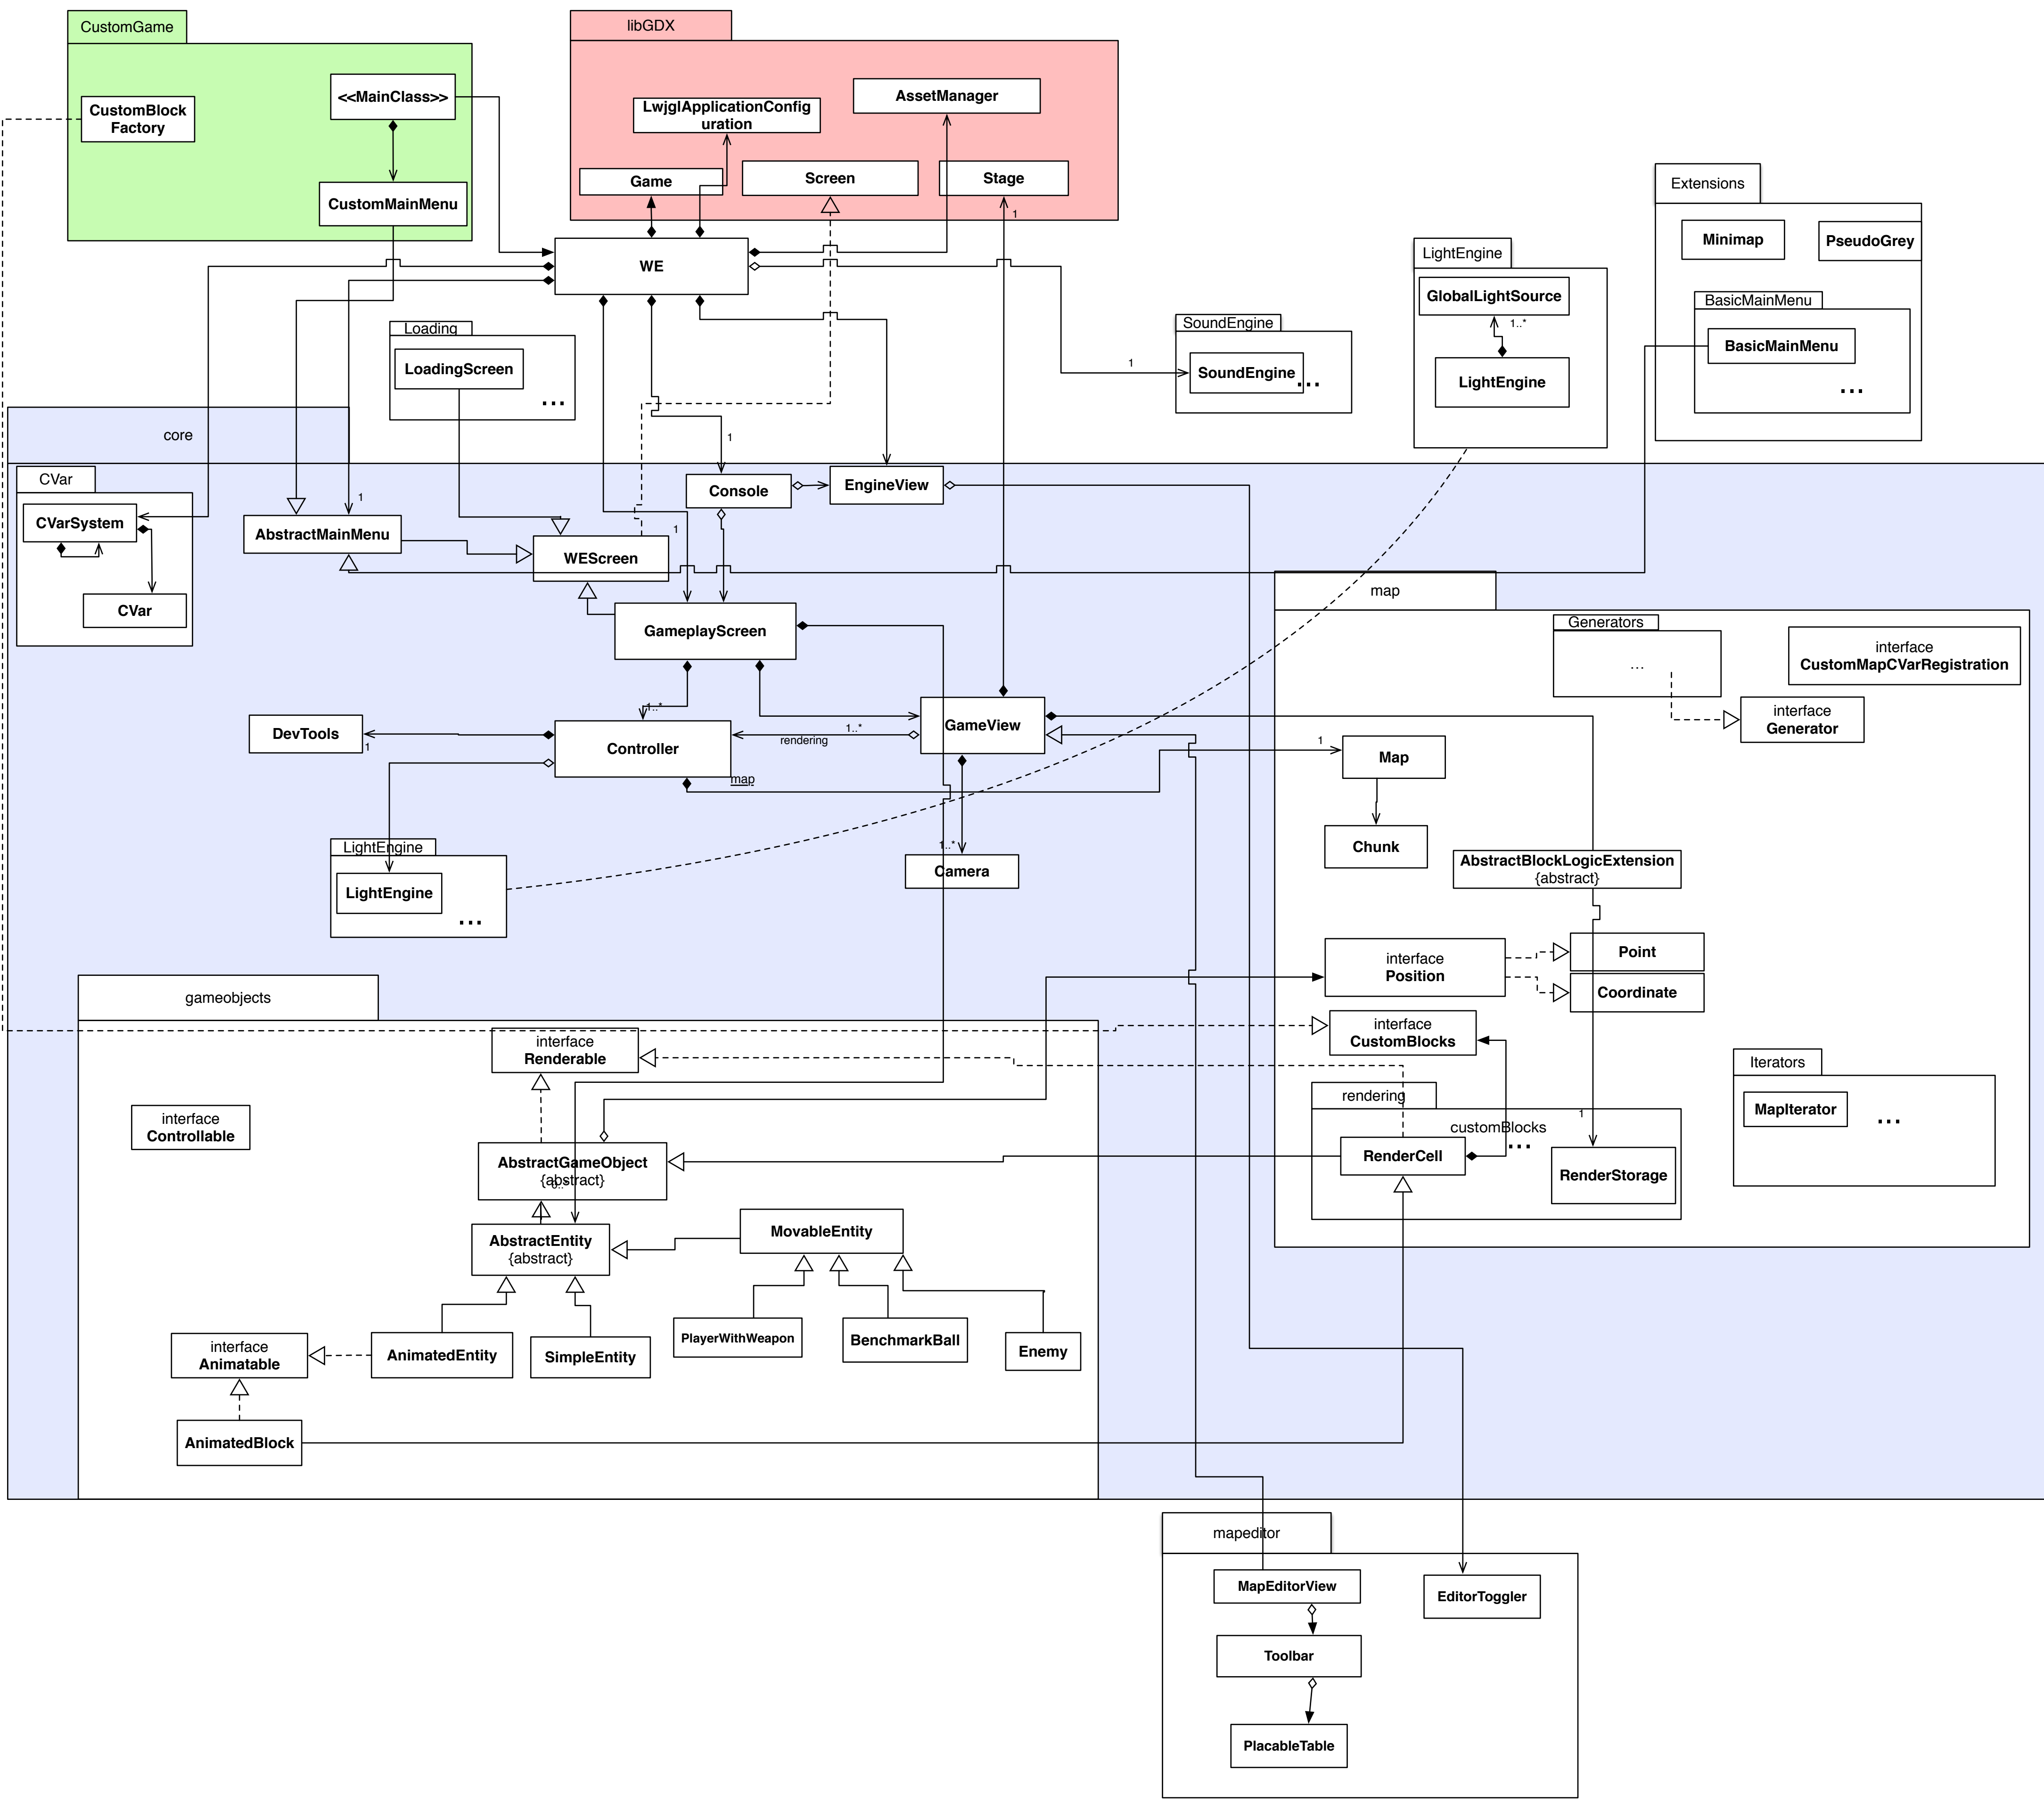 CustomGame
libGDX
<<MainClass>>
AssetManager
CustomBlock
Factory
LwjglApplicationConfig
uration
Game
Screen
Stage
CustomMainMenu
1
Extensions
Minimap
PseudoGrey
WE
LightEngine
GlobalLightSource
1..*
LightEngine
BasicMainMenu
BasicMainMenu
...
Loading
LoadingScreen
...
SoundEngine
1
SoundEngine
...
core
1
CVar
CVarSystem
CVar
1
AbstractMainMenu
Console
EngineView
1
WEScreen
GameplayScreen
map
Generators
...
interface
CustomMapCVarRegistration
interface
Generator
1..*
DevTools
1
Controller
rendering
1..*
GameView
map
1
Map
Chunk
LightEngine
LightEngine
...
1..*
Camera
AbstractBlockLogicExtension
{abstract}
interface
Position
Point
Coordinate
gameobjects
interface
Renderable
interface
CustomBlocks
interface
Controllable
rendering
customBlocks
...
1
RenderCell
RenderStorage
Iterators
MapIterator
...
AbstractGameObject
{abstract}
AbstractEntity
{abstract}
MovableEntity
PlayerWithWeapon
BenchmarkBall
Enemy
interface
Animatable
AnimatedEntity
SimpleEntity
AnimatedBlock
mapeditor
MapEditorView
EditorToggler
Toolbar
PlacableTable